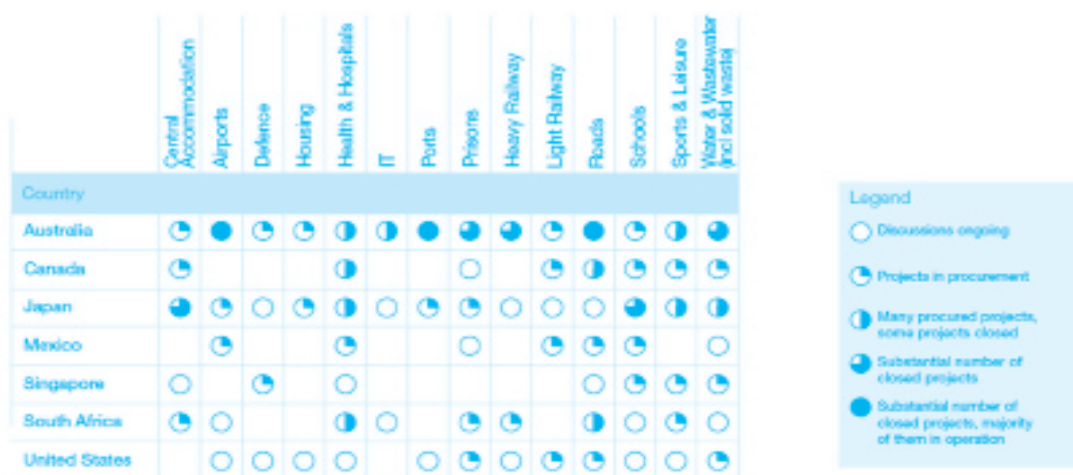 Central
Accommodation
Airports
Defence
Housing
Health & Hospitals
IT
Ports
Prisons
Heavy Railway
Light Railway
Roads
Schools
Sports & Leisure
Water & Wastewater
(incl solid waste)
Country
Australia
Canada
Japan
Mexico
Singapore
South Africa
United States
Legend
Discussions ongoing
Projects in procurement
Many procured projects,
some projects closed
Substantial number of
closed projects
Substantial number of
closed projects, majority
of them in operation